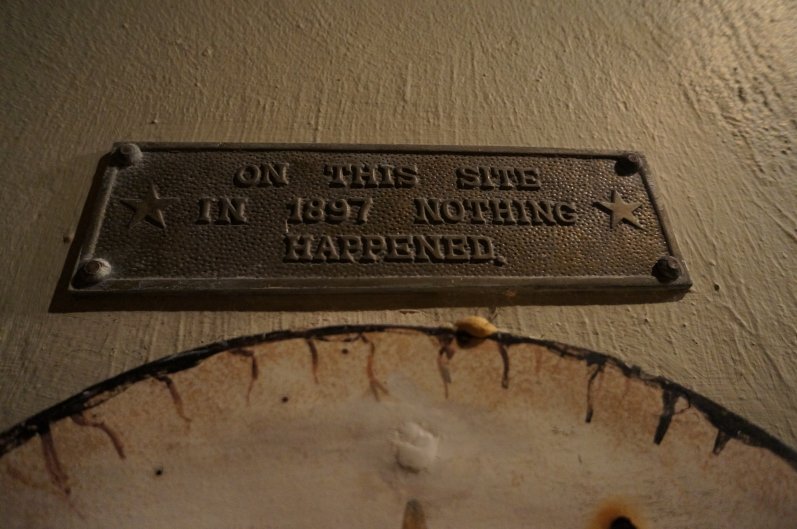 ON THIS SITE
IN 1897 NOTHING
HAPPENED.